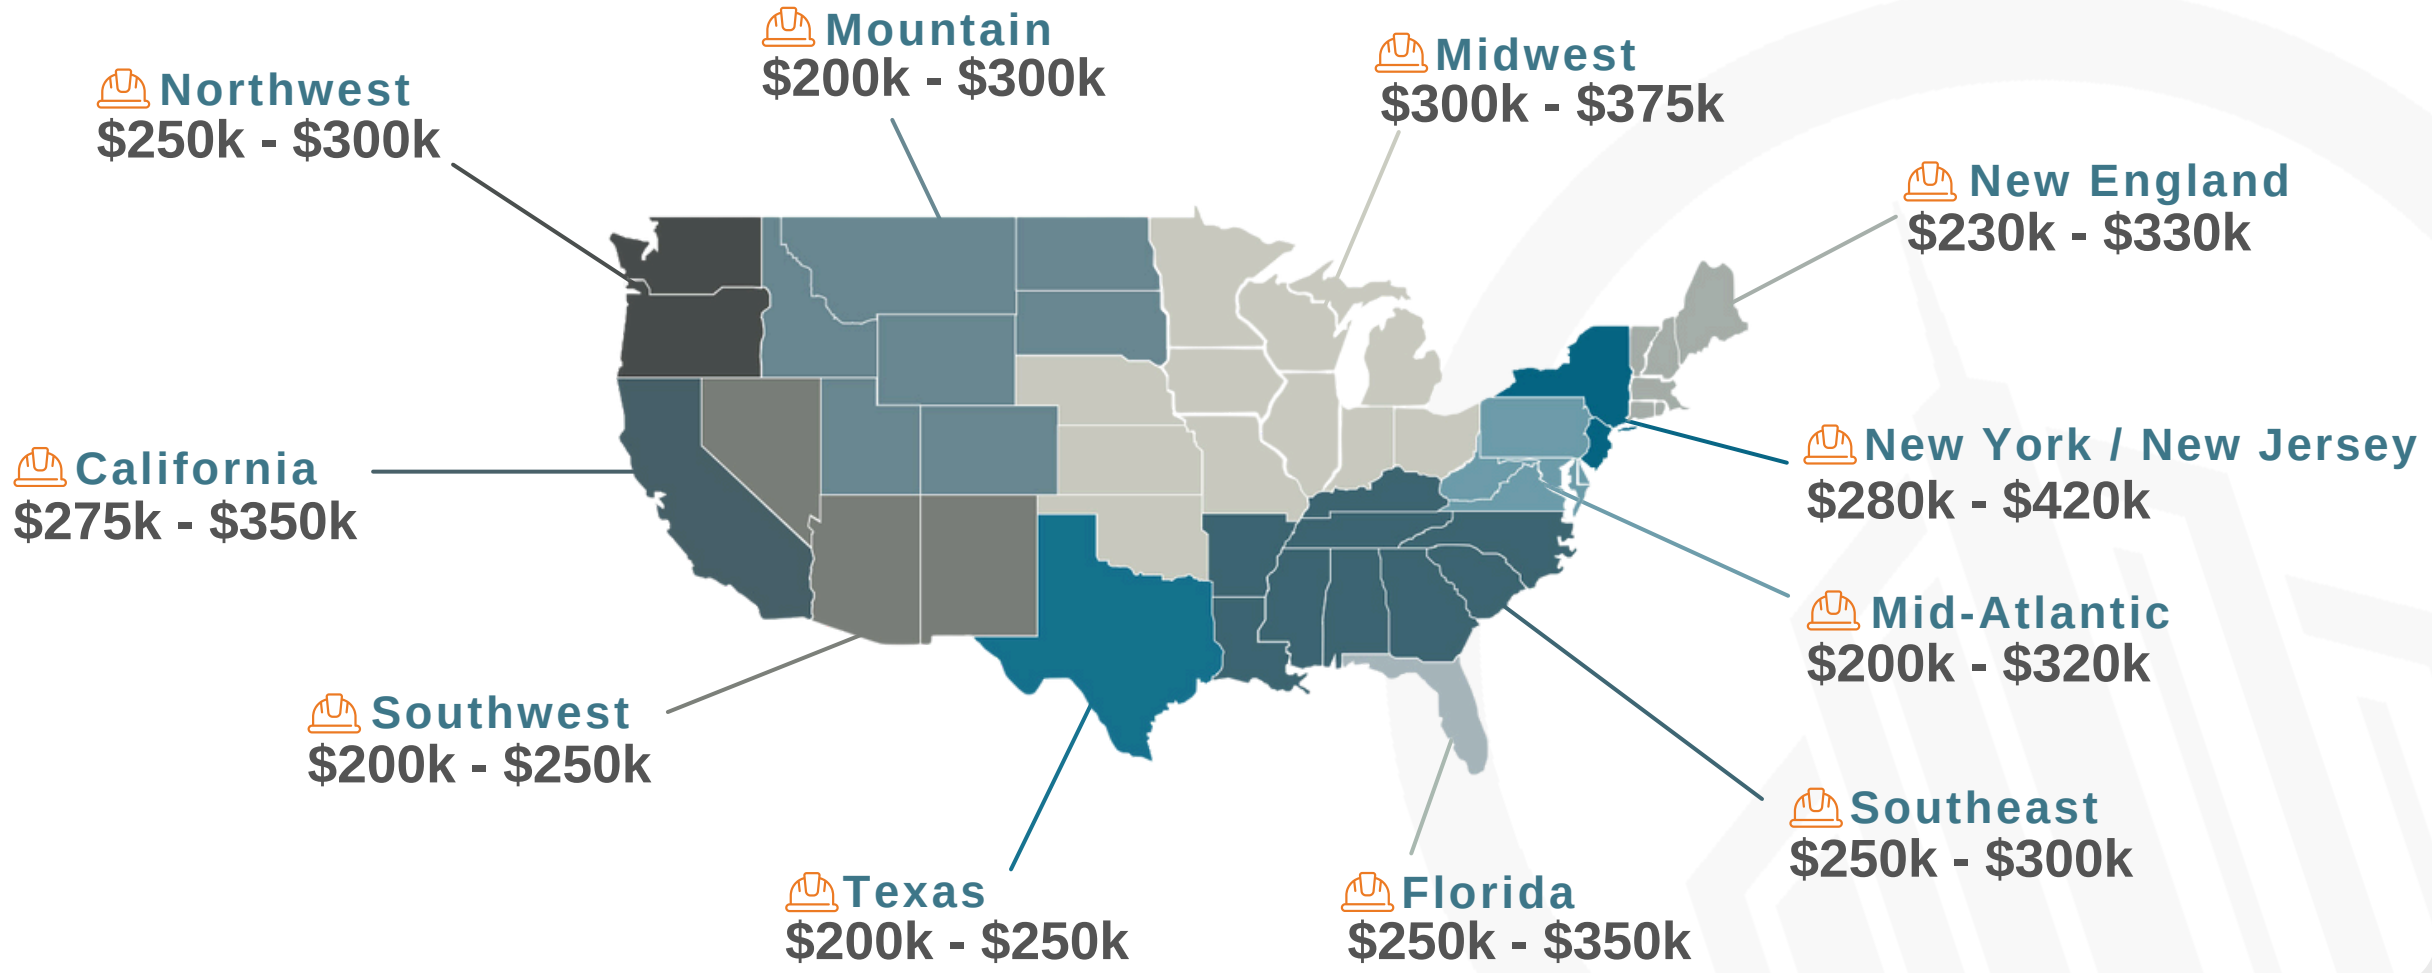 Mountain
$200k - $300k
Midwest
$300k - $375k
Northwest
$250k - $300k
New England
$230k - $330k
California
$275k - $350k
New York / New Jersey
$280k - $420k
Mid-Atlantic
$200k - $320k
Southwest
$200k - $250k
Southeast
$250k - $300k
Texas
$200k - $250k
Florida
$250k - $350k